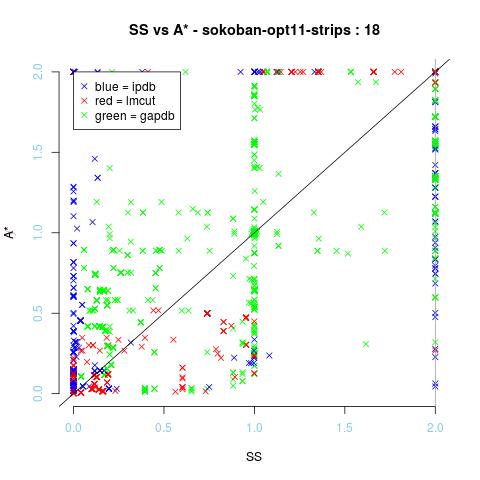 SS vs A* - sokoban-opt11-strips : 18
blue = lpdb
red = lmcut
green = gapdb
A*
2.0
1.5
1.0
0.5
0.0
0.0 0.5 1.0 1.5 2.0
SS